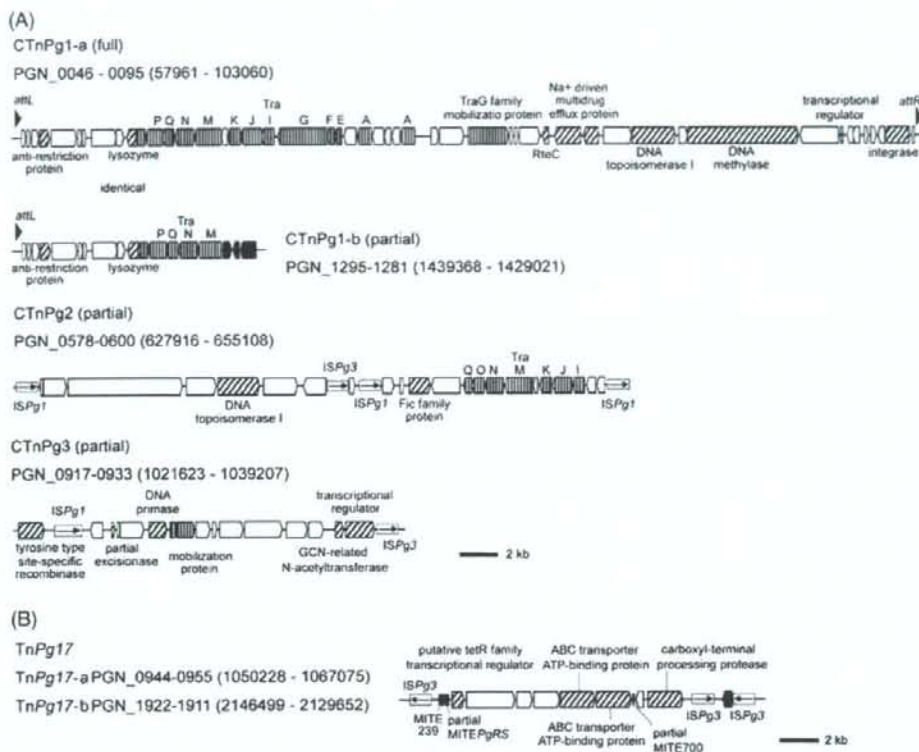 (A)
CTnPg1-a (full)
PGN_0046 - 0095 (57961 - 103060)
Na+ driven
attL Tra TraG family multidrug transcriptional attR
P Q N M K J I G F E A A mobilizatio protein efflux protein regulator
anti-restriction lysozyme RteC DNA DNA integrase
protein topoisomerase I methylase
identical
attL
Tra
P Q N M CTnPg1-b (partial)
anti-restriction lysozyme PGN_1295-1281 (1439368 - 1429021)
protein
CTnPg2 (partial)
PGN_0578-0600 (627916 - 655108)
ISPg3 Tra
Q O N M K J I
ISPg1 DNA ISPg1 Fic family ISPg1
topoisomerase I protein
CTnPg3 (partial)
PGN_0917-0933 (1021623 - 1039207)
DNA transcriptional
ISPg1 primase regulator
tyrosine type partial mobilization GCN-related ISPg3
site-specific excisionase protein N-acetyltransferase
recombinase
2 kb
(B)
TnPg17
TnPg17-a PGN_0944-0955 (1050228 - 1067075)
TnPg17-b PGN_1922-1911 (2146499 - 2129652)
putative tetR family ABC transporter carboxyl-terminal
transcriptional regulator ATP-binding protein processing protease
ISPg3
MITE partial ABC transporter partial ISPg3 ISPg3
239 MITEPgRS ATP-binding protein MITE700
2 kb